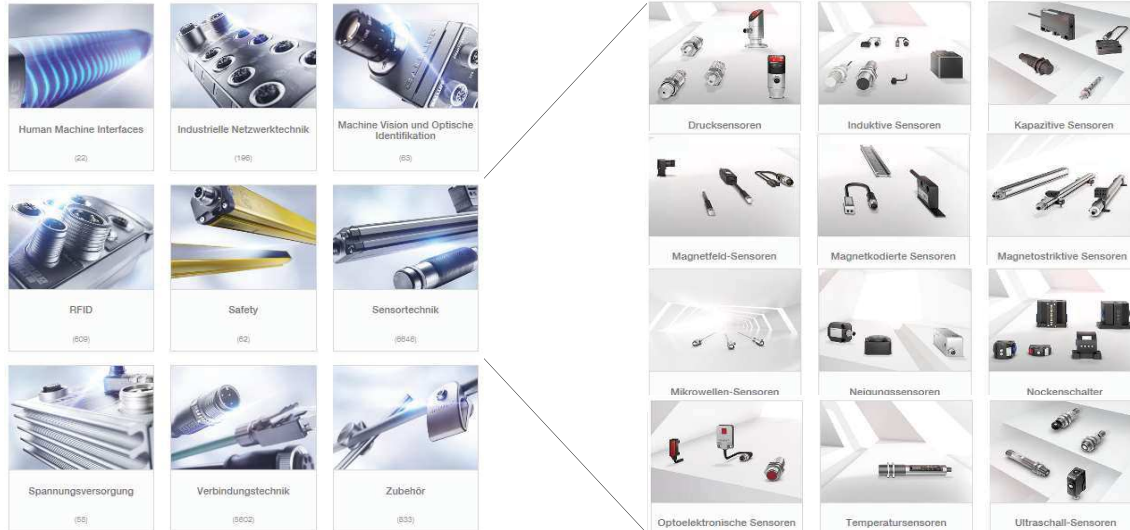 Human Machine Interfaces
(22)
Industrielle Netzwerktechnik
(196)
Machine Vision und Optische
Identifikation
(63)
RFID
(609)
Safety
(62)
Sensortechnik
(6646)
Spannungsversorgung
(58)
Verbindungstechnik
(5602)
Zubehör
(833)
Drucksensoren
Induktive Sensoren
Kapazitive Sensoren
Magnetfeld-Sensoren
Magnetkodierte Sensoren
Magnetostriktive Sensoren
Mikrowellen-Sensoren
Neigungssensoren
Nockenschalter
Optoelektronische Sensoren
Temperatursensoren
Ultraschall-Sensoren